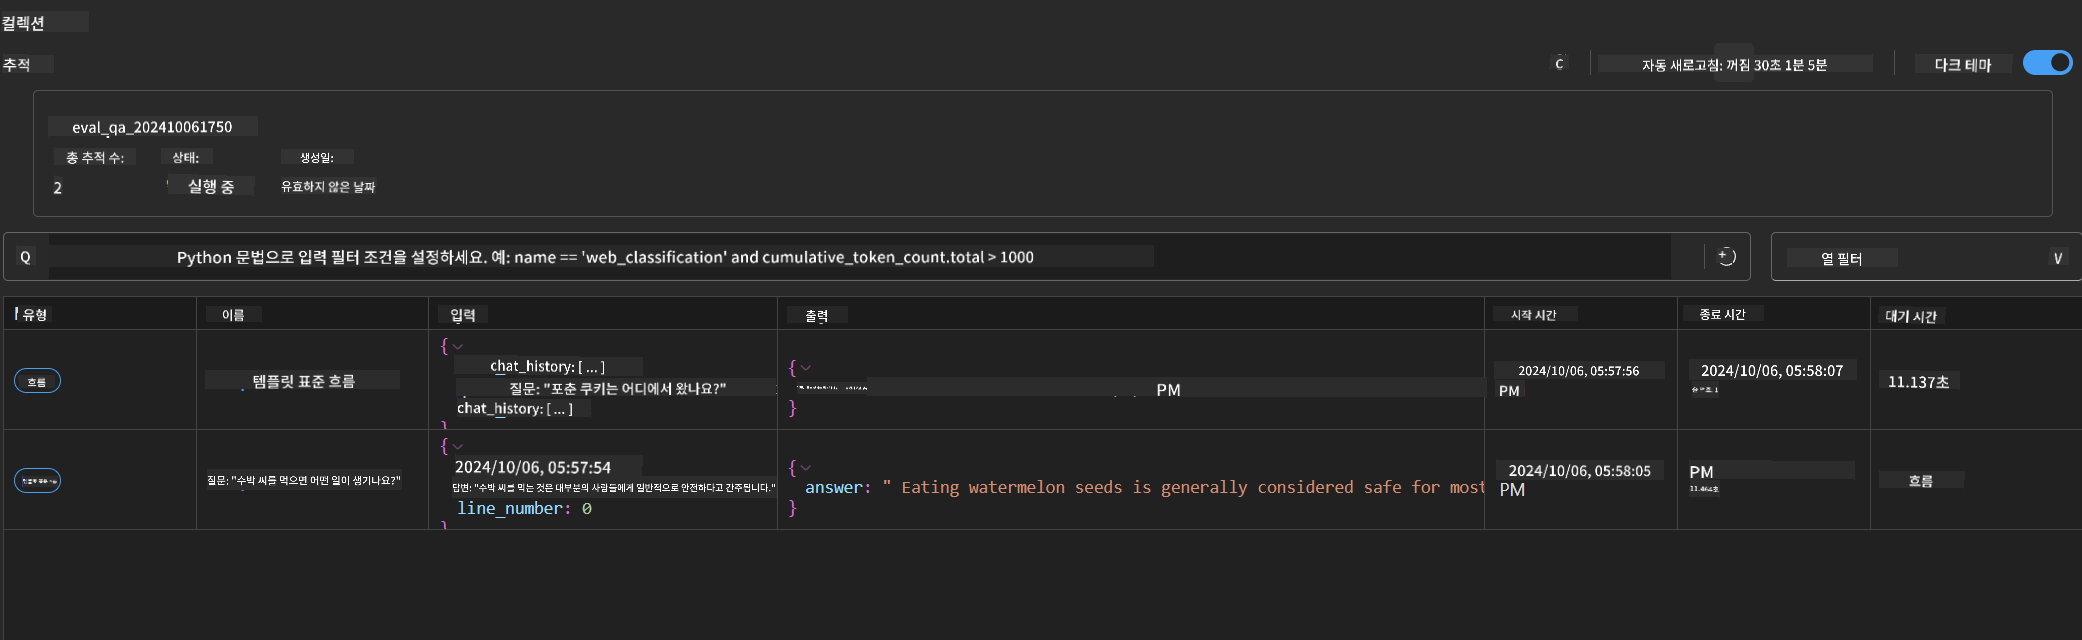 컬렉션
추적
C
자동 새로고침: 꺼짐 30초 1분 5분
다크 테마
eval_qa_202410061750
총 추적 수:
상태:
생성일:
2
실행 중
유효하지 않은 날짜
Q
Python 문법으로 입력 필터 조건을 설정하세요. 예: name == 'web_classification' and cumulative_token_count.total > 1000
열 필터
V
유형
이름
입력
출력
시작 시간
종료 시간
대기 시간
흐름
템플릿 표준 흐름
{
chat_history: [ ... ]
질문: "포춘 쿠키는 어디에서 왔나요?"
chat_history: [ ... ]
}
{
PM
}
2024/10/06, 05:57:56
PM
2024/10/06, 05:58:07
11.137초
질문: "수박 씨를 먹으면 어떤 일이 생기나요?"
{
2024/10/06, 05:57:54
답변: "수박 씨를 먹는 것은 대부분의 사람들에게 일반적으로 안전하다고 간주됩니다."
line_number: 0
}
{
answer: " Eating watermelon seeds is generally considered safe for most
}
2024/10/06, 05:58:05
PM
PM
11.464초
흐름